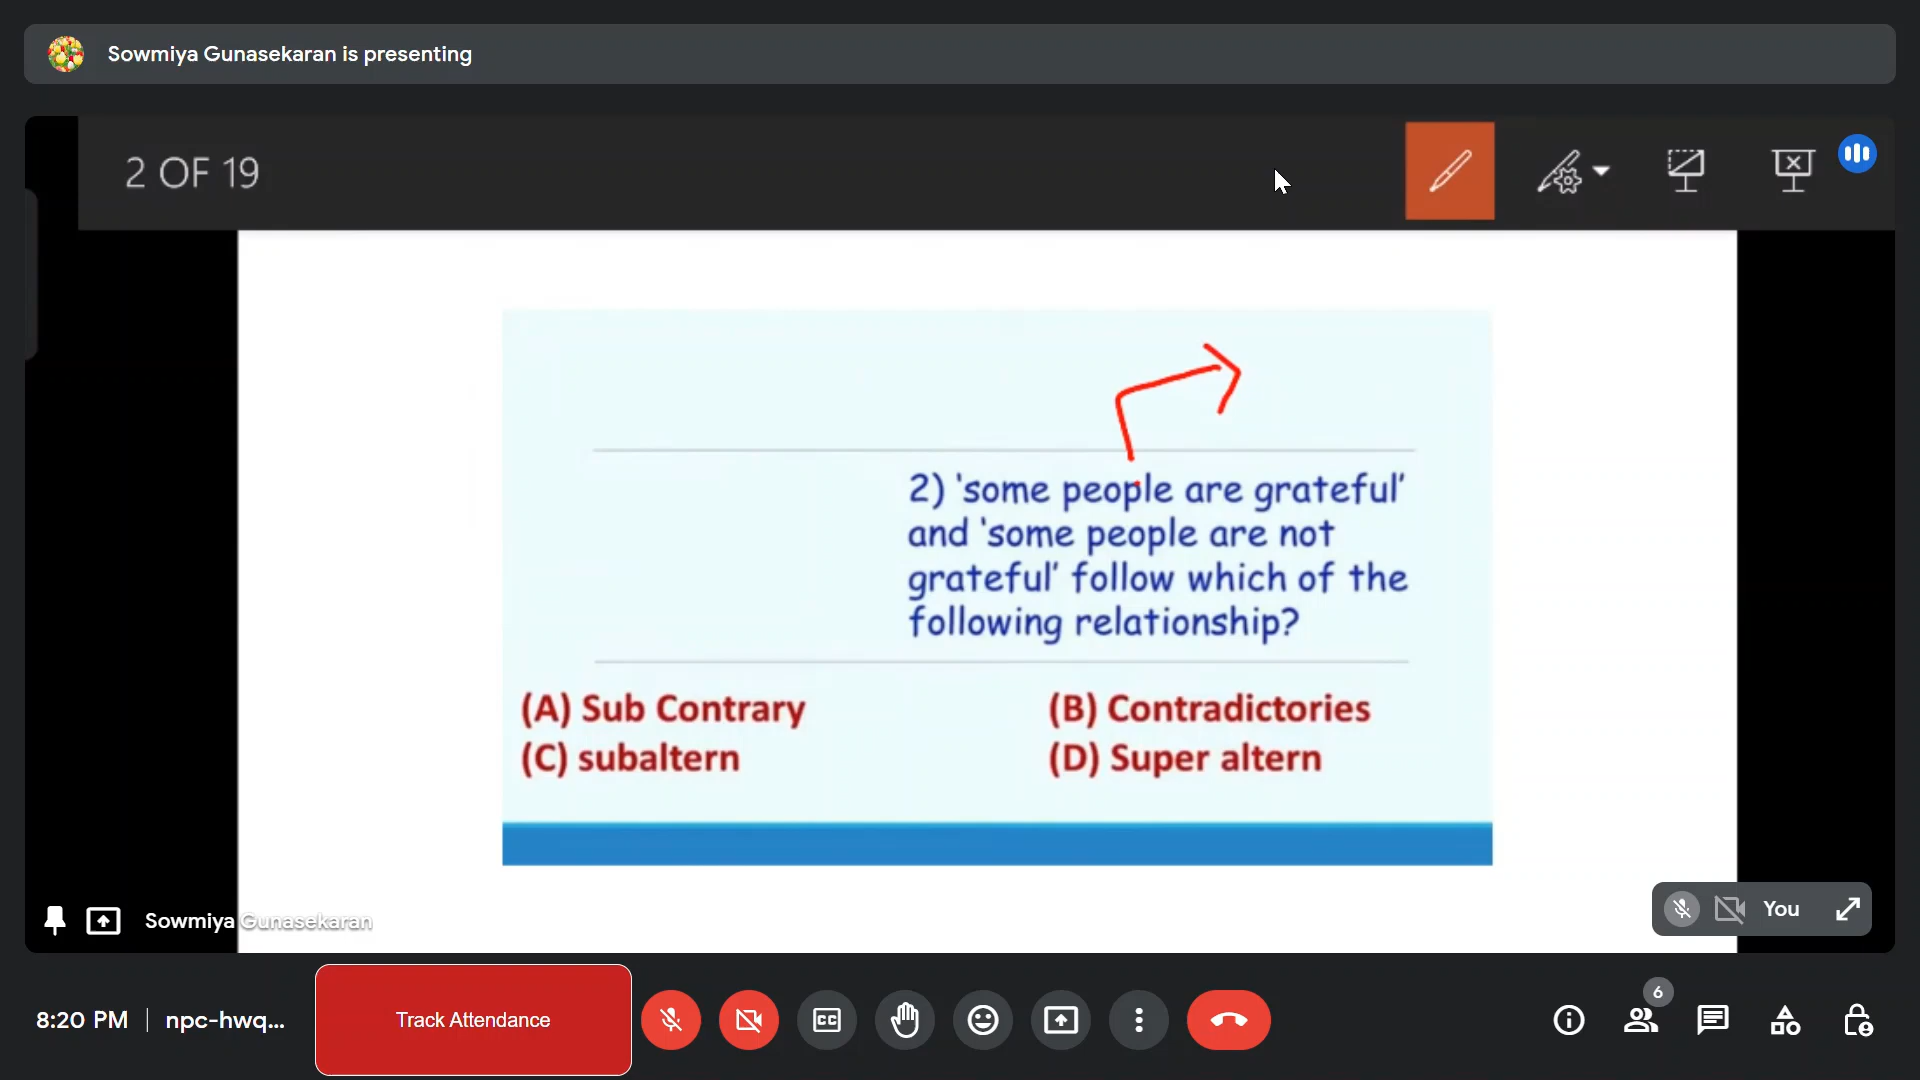 Sowmiya Gunasekaran is presenting
2 OF 19
2) ‘some people are grateful’
and ‘some people are not
grateful’ follow which of the
following relationship?
(A) Sub Contrary
(B) Contradictories
(C) subaltern
(D) Super altern
Sowmiya Gunasekaran
You
8:20 PM
npc-hwq...
Track Attendance
CC
6